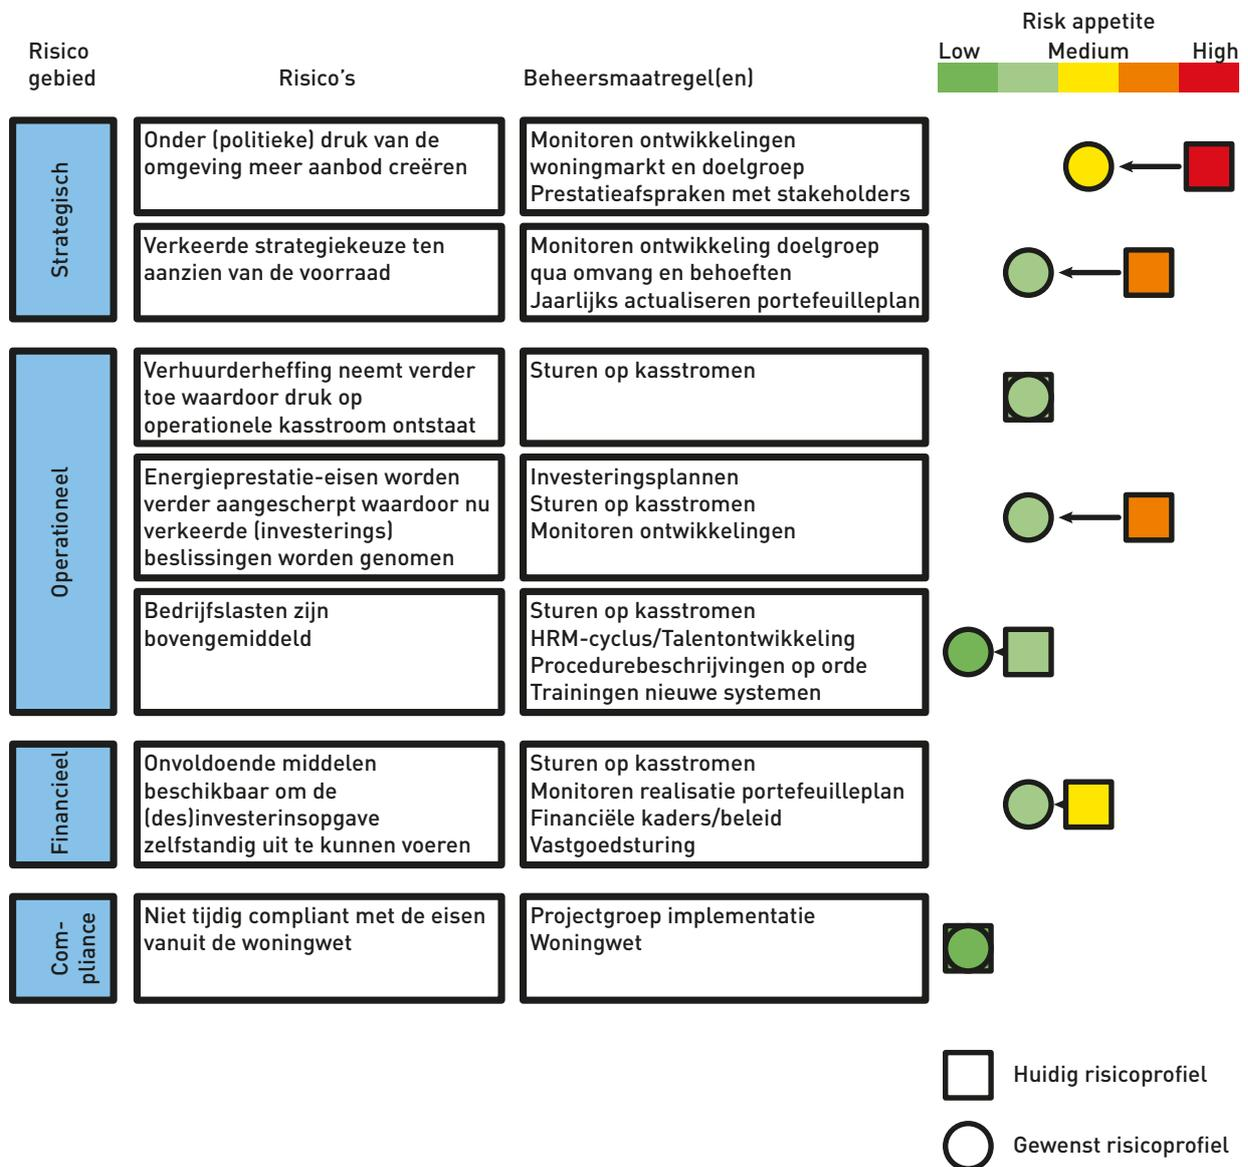 Risk appetite
Low Medium High
Risico
gebied
Risico's
Beheersmaatregel(en)
Strategisch
Onder (politieke) druk van de
omgeving meer aanbod creëren
Monitoren ontwikkelingen
woningmarkt en doelgroep
Prestatieafspraken met stakeholders
Verkeerde strategiekeuze ten
aanzien van de voorraad
Monitoren ontwikkeling doelgroep
qua omvang en behoeften
Jaarlijks actualiseren portefeuilleplan
Operationeel
Verhuurderheffing neemt verder
toe waardoor druk op
operationele kasstroom ontstaat
Sturen op kasstromen
Energieprestatie-eisen worden
verder aangescherpt waardoor nu
verkeerde (investerings)
beslissingen worden genomen
Investeringsplannen
Sturen op kasstromen
Monitoren ontwikkelingen
Bedrijfslasten zijn
bovengemiddeld
Sturen op kasstromen
HRM-cyclus/Talentontwikkeling
Procedurebeschrijvingen op orde
Trainingen nieuwe systemen
Financieel
Onvoldoende middelen
beschikbaar om de
(des)investerinsopgave
zelfstandig uit te kunnen voeren
Sturen op kasstromen
Monitoren realisatie portefeuilleplan
Financiële kaders/beleid
Vastgoedsturing
Com-
pliance
Niet tijdig compliant met de eisen
vanuit de woningwet
Projectgroep implementatie
Woningwet
Huidig risicoprofiel
Gewenst risicoprofiel